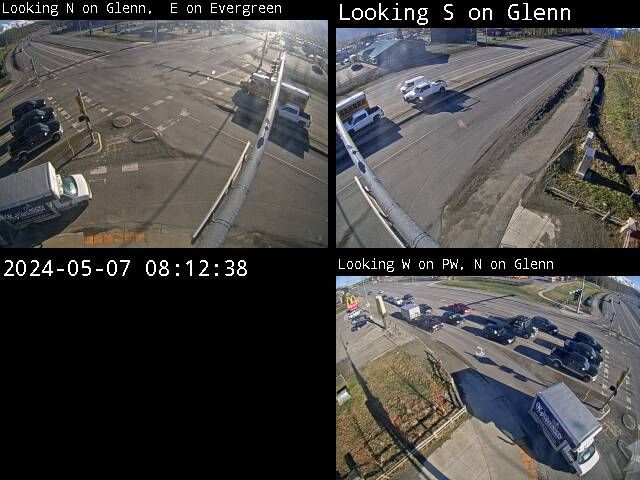 Looking N on Glenn,  E on Evergreen
Looking S on Glenn
2024-05-07 08:12:38
Looking W on PW, N on Glenn